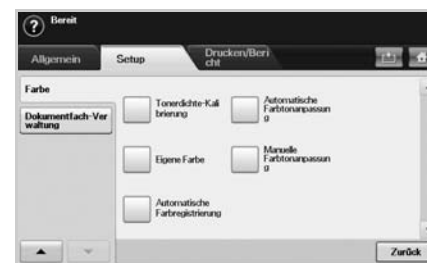 ? Bereit
Allgemein
Setup
Drucken/Beri
cht
Farbe
Dokumentfach-Ver
waltung
Tonerdichte-Kali
brierung
Automatische
Farbtonanpassun
g
Eigene Farbe
Manuelle
Farbtonanpassun
g
Automatische
Farbregistrierung
Zurück